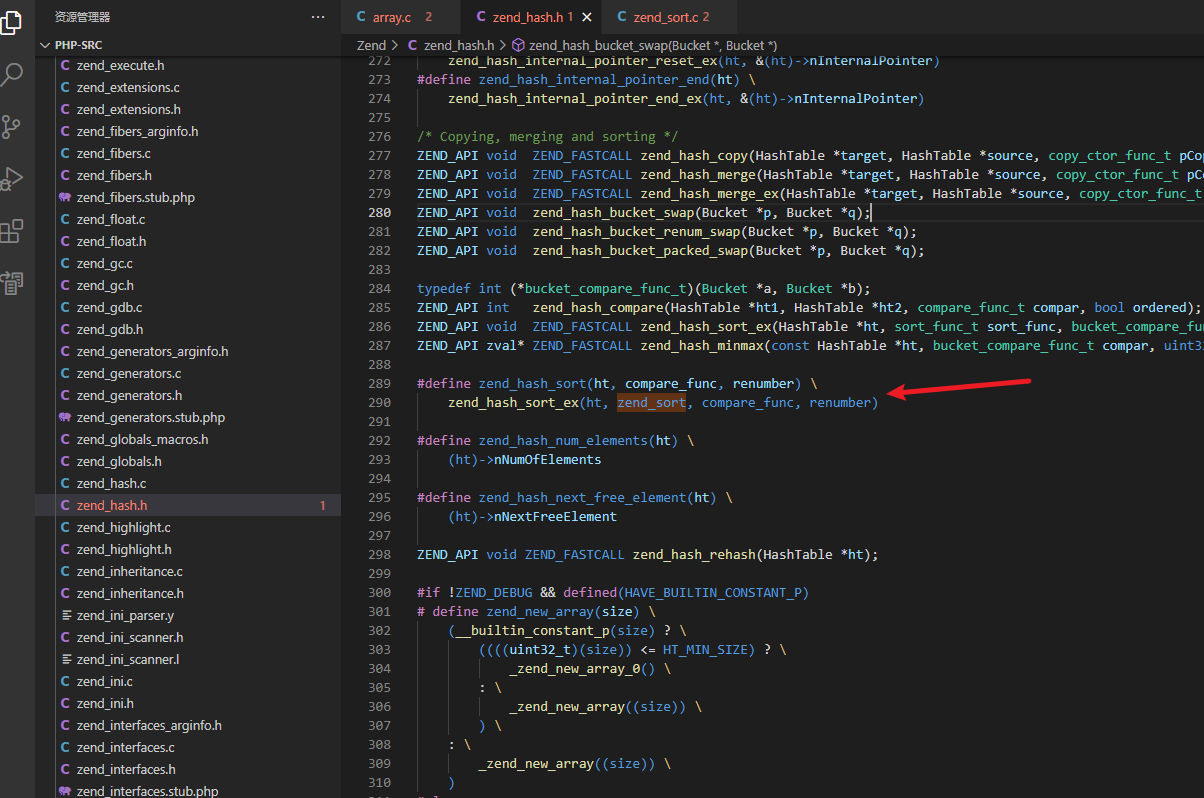 资源管理器 ···
PHP-SRC
zend_execute.h
zend_extensions.c
zend_extensions.h
zend_fibers_arginfo.h
zend_fibers.c
zend_fibers.h
zend_fibers.stub.php
zend_float.c
zend_float.h
zend_gc.c
zend_gc.h
zend_gdb.c
zend_gdb.h
zend_generators_arginfo.h
zend_generators.c
zend_generators.h
zend_generators.stub.php
zend_globals_macros.h
zend_globals.h
zend_hash.c
zend_hash.h 1
zend_highlight.c
zend_highlight.h
zend_inheritance.c
zend_inheritance.h
zend_ini_parser.y
zend_ini_scanner.h
zend_ini_scanner.l
zend_ini.c
zend_ini.h
zend_interfaces_arginfo.h
zend_interfaces.c
zend_interfaces.h
zend_interfaces.stub.php
C array.c 2 C zend_hash.h 1 × C zend_sort.c 2
Zend > C zend_hash.h > zend_hash_bucket_swap(Bucket *, Bucket *)
272 zend_hash_internal_pointer_reset_ex(ht, &(ht)->nInternalPointer)
273 #define zend_hash_internal_pointer_end(ht) \
274 zend_hash_internal_pointer_end_ex(ht, &(ht)->nInternalPointer)
275
276 /* Copying, merging and sorting */
277 ZEND_API void ZEND_FASTCALL zend_hash_copy(HashTable *target, HashTable *source, copy_ctor_func_t pCop
278 ZEND_API void ZEND_FASTCALL zend_hash_merge(HashTable *target, HashTable *source, copy_ctor_func_t pCo
279 ZEND_API void ZEND_FASTCALL zend_hash_merge_ex(HashTable *target, HashTable *source, copy_ctor_func_t
280 ZEND_API void zend_hash_bucket_swap(Bucket *p, Bucket *q);
281 ZEND_API void zend_hash_bucket_renum_swap(Bucket *p, Bucket *q);
282 ZEND_API void zend_hash_bucket_packed_swap(Bucket *p, Bucket *q);
283
284 typedef int (*bucket_compare_func_t)(Bucket *a, Bucket *b);
285 ZEND_API int zend_hash_compare(HashTable *ht1, HashTable *ht2, compare_func_t compar, bool ordered);
286 ZEND_API void ZEND_FASTCALL zend_hash_sort_ex(HashTable *ht, sort_func_t sort_func, bucket_compare_fun
287 ZEND_API zval* ZEND_FASTCALL zend_hash_minmax(const HashTable *ht, bucket_compare_func_t compar, uint3
288
289 #define zend_hash_sort(ht, compare_func, renumber) \
290 zend_hash_sort_ex(ht, zend_sort, compare_func, renumber)
291
292 #define zend_hash_num_elements(ht) \
293 (ht)->nNumOfElements
294
295 #define zend_hash_next_free_element(ht) \
296 (ht)->nNextFreeElement
297
298 ZEND_API void ZEND_FASTCALL zend_hash_rehash(HashTable *ht);
299
300 #if !ZEND_DEBUG && defined(HAVE_BUILTIN_CONSTANT_P)
301 # define zend_new_array(size) \
302 (__builtin_constant_p(size) ? \
303 ((((uint32_t)(size)) <= HT_MIN_SIZE) ? \
304 _zend_new_array_0() \
305 : \
306 _zend_new_array((size)) \
307 ) \
308 : \
309 _zend_new_array((size)) \
310 )